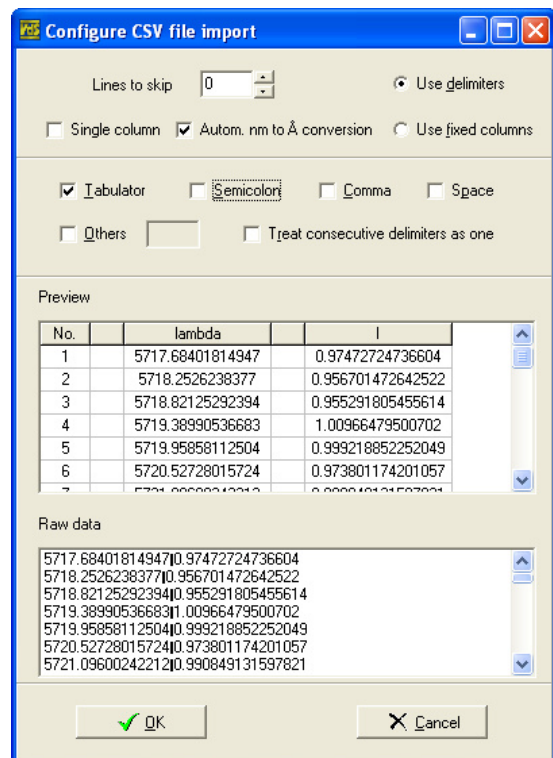 Configure CSV file import
Lines to skip 0
Use delimiters
Single column Autom. nm to Å conversion Use fixed columns
Tabulator Semicolon Comma Space
Others Treat consecutive delimiters as one
Preview
No. lambda I
1 5717.68401814947 0.97472724736604
2 5718.2526238377 0.956701472642522
3 5718.82125292394 0.955291805455614
4 5719.38990536683 1.00966479500702
5 5719.95858112504 0.999218852252049
6 5720.52728015724 0.973801174201057
Raw data
5717.68401814947|0.97472724736604
5718.2526238377|0.956701472642522
5718.82125292394|0.955291805455614
5719.38990536683|1.00966479500702
5719.95858112504|0.999218852252049
5720.52728015724|0.973801174201057
5721.09600242212|0.990849131597821
OK Cancel